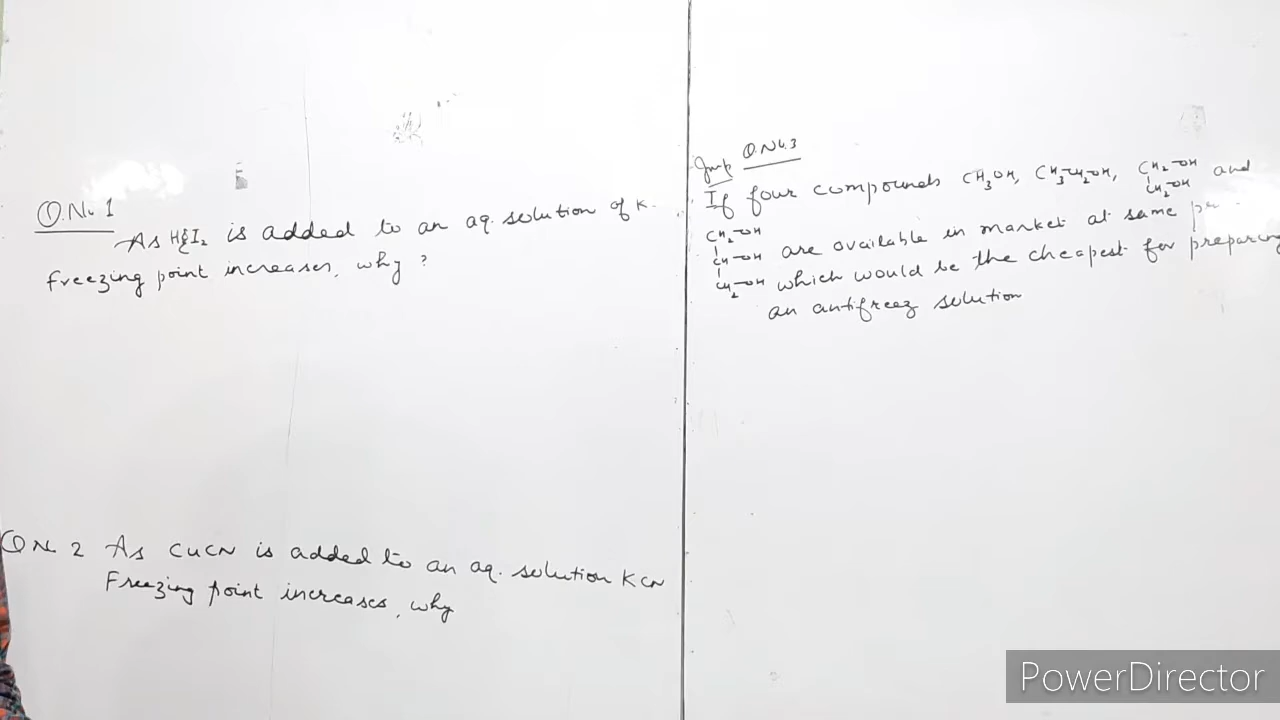 Q.No 1
As HgI₂ is added to an aq. solution of K
freezing point increases, why ?
Q.N. 2 As CuCN is added to an aq. solution KCN
Freezing point increases, why
Imp Q.No.3
If four compounds CH₃OH, CH₃-CH₂-OH, CH₂-OH and
CH₂-OH
CH₂-OH
CH-OH are available in market at same
CH₂-OH which would be the cheapest for preparing
an antifreez solution
PowerDirector